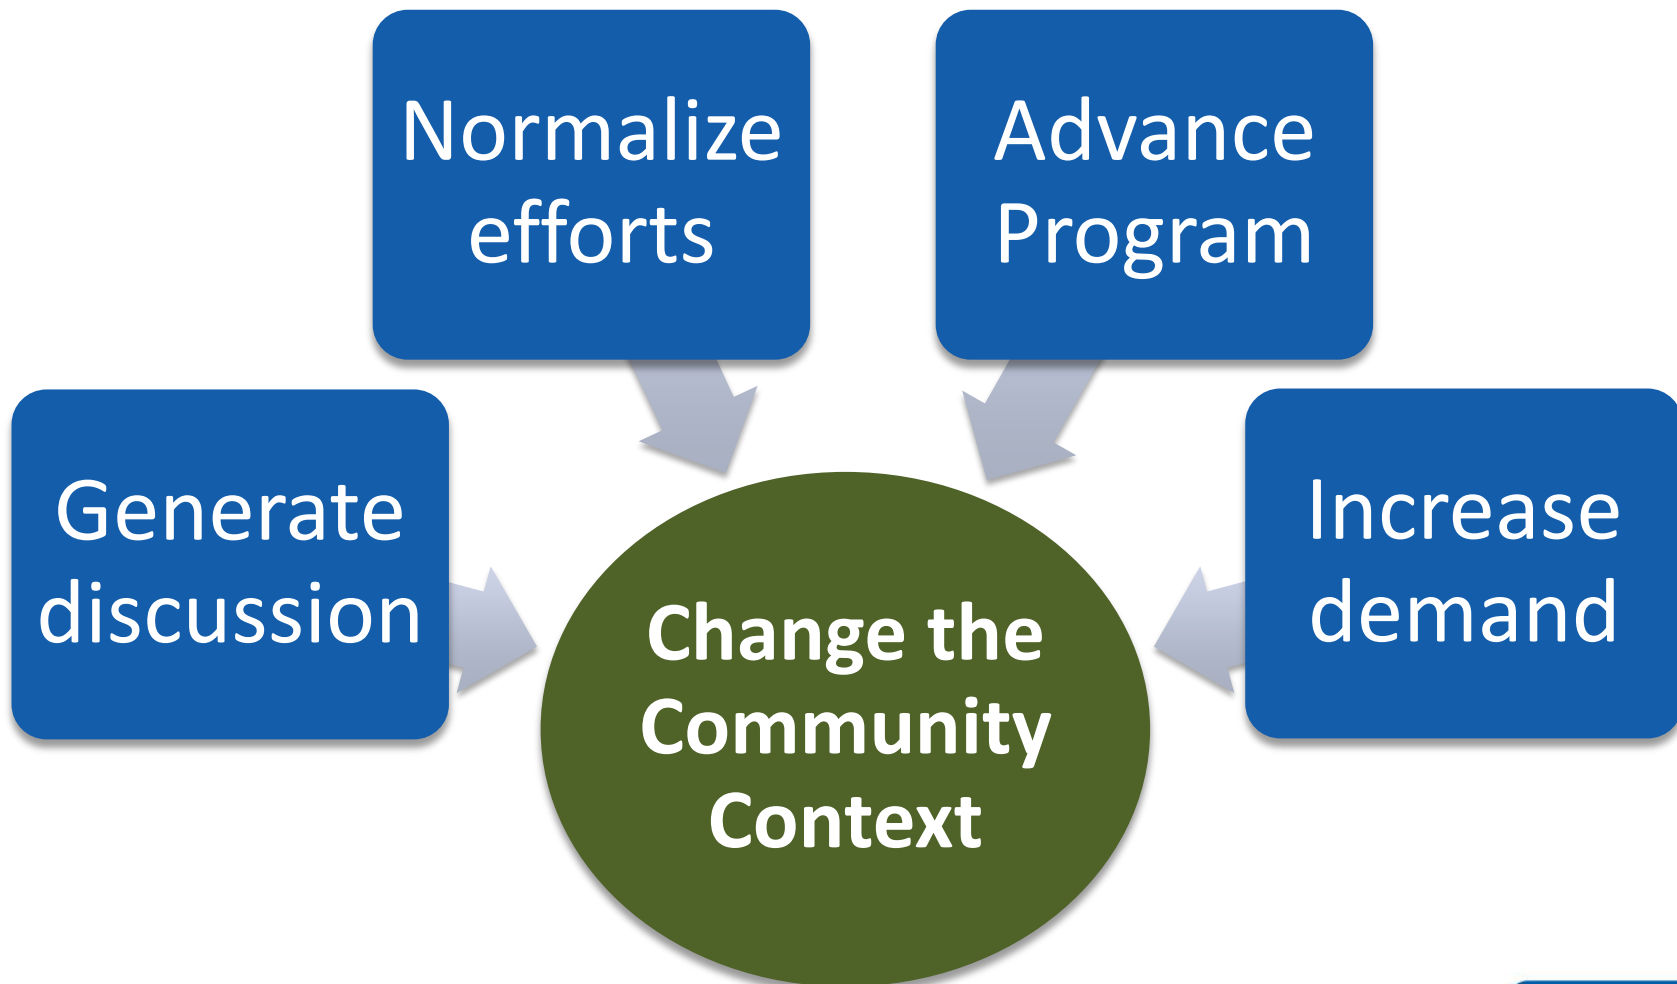 Normalize
efforts
Advance
Program
Generate
discussion
Increase
demand
Change the
Community
Context